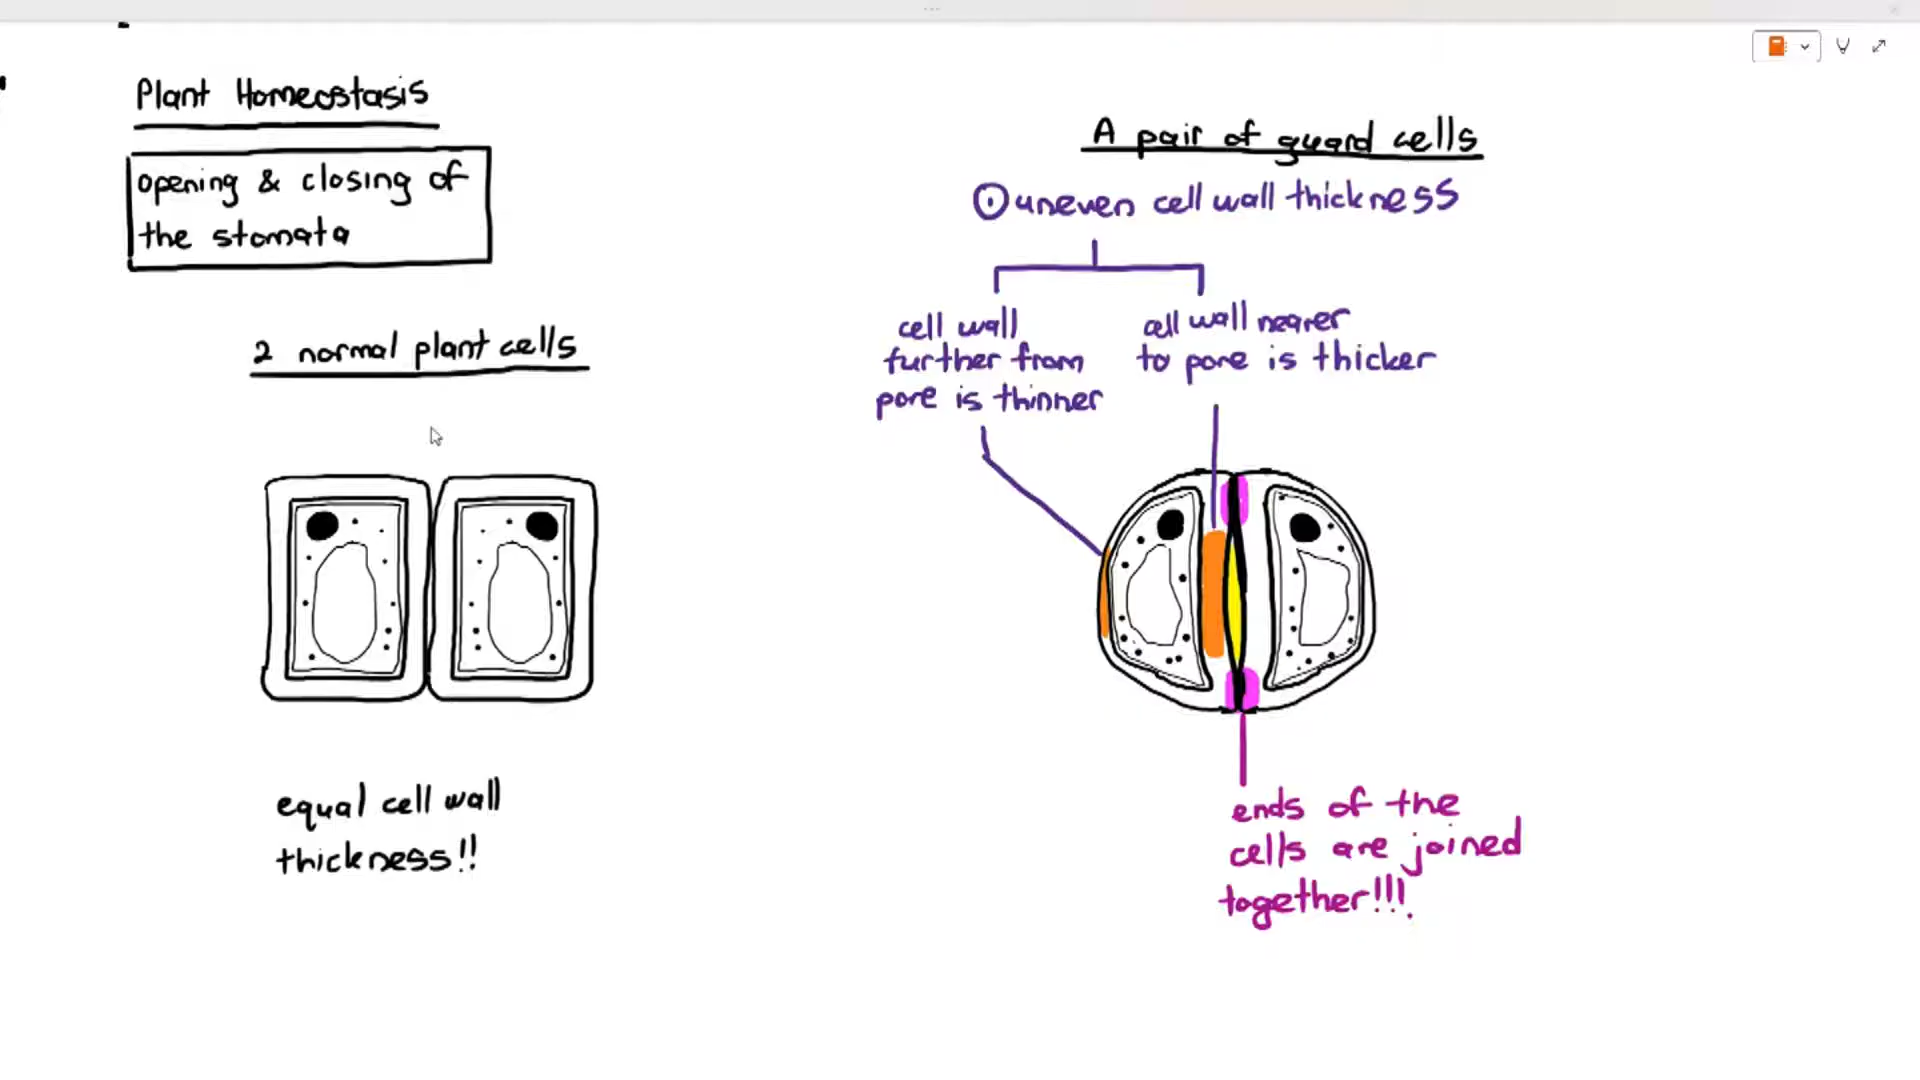 Plant Homeostasis
opening & closing of
the stomata
2 normal plant cells
equal cell wall
thickness!!
A pair of guard cells
uneven cell wall thickness
cell wall
further from
pore is thinner
cell wall nearer
to pore is thicker
ends of the
cells are joined
together!!!